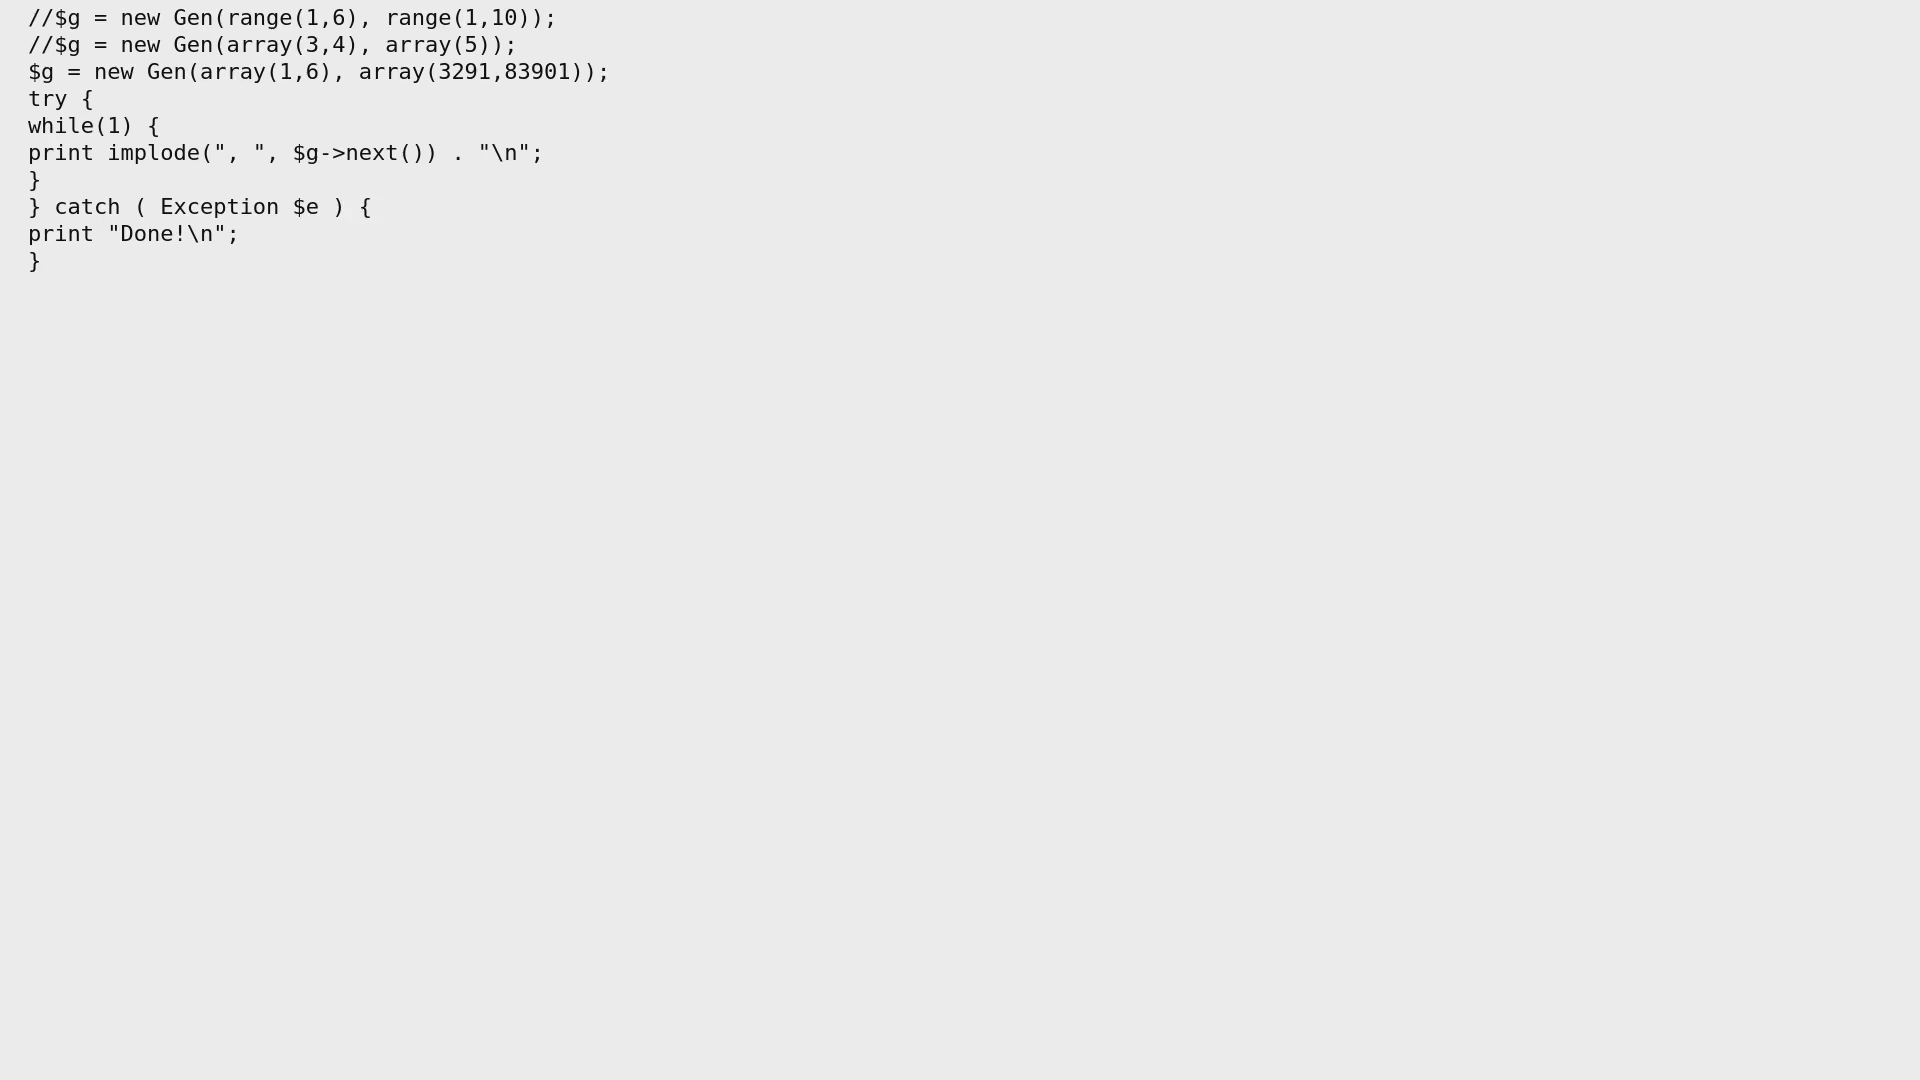 //$g = new Gen(range(1,6), range(1,10));
//$g = new Gen(array(3,4), array(5));
$g = new Gen(array(1,6), array(3291,83901));
try {
while(1) {
print implode(", ", $g->next()) . "\n";
}
} catch ( Exception $e ) {
print "Done!\n";
}